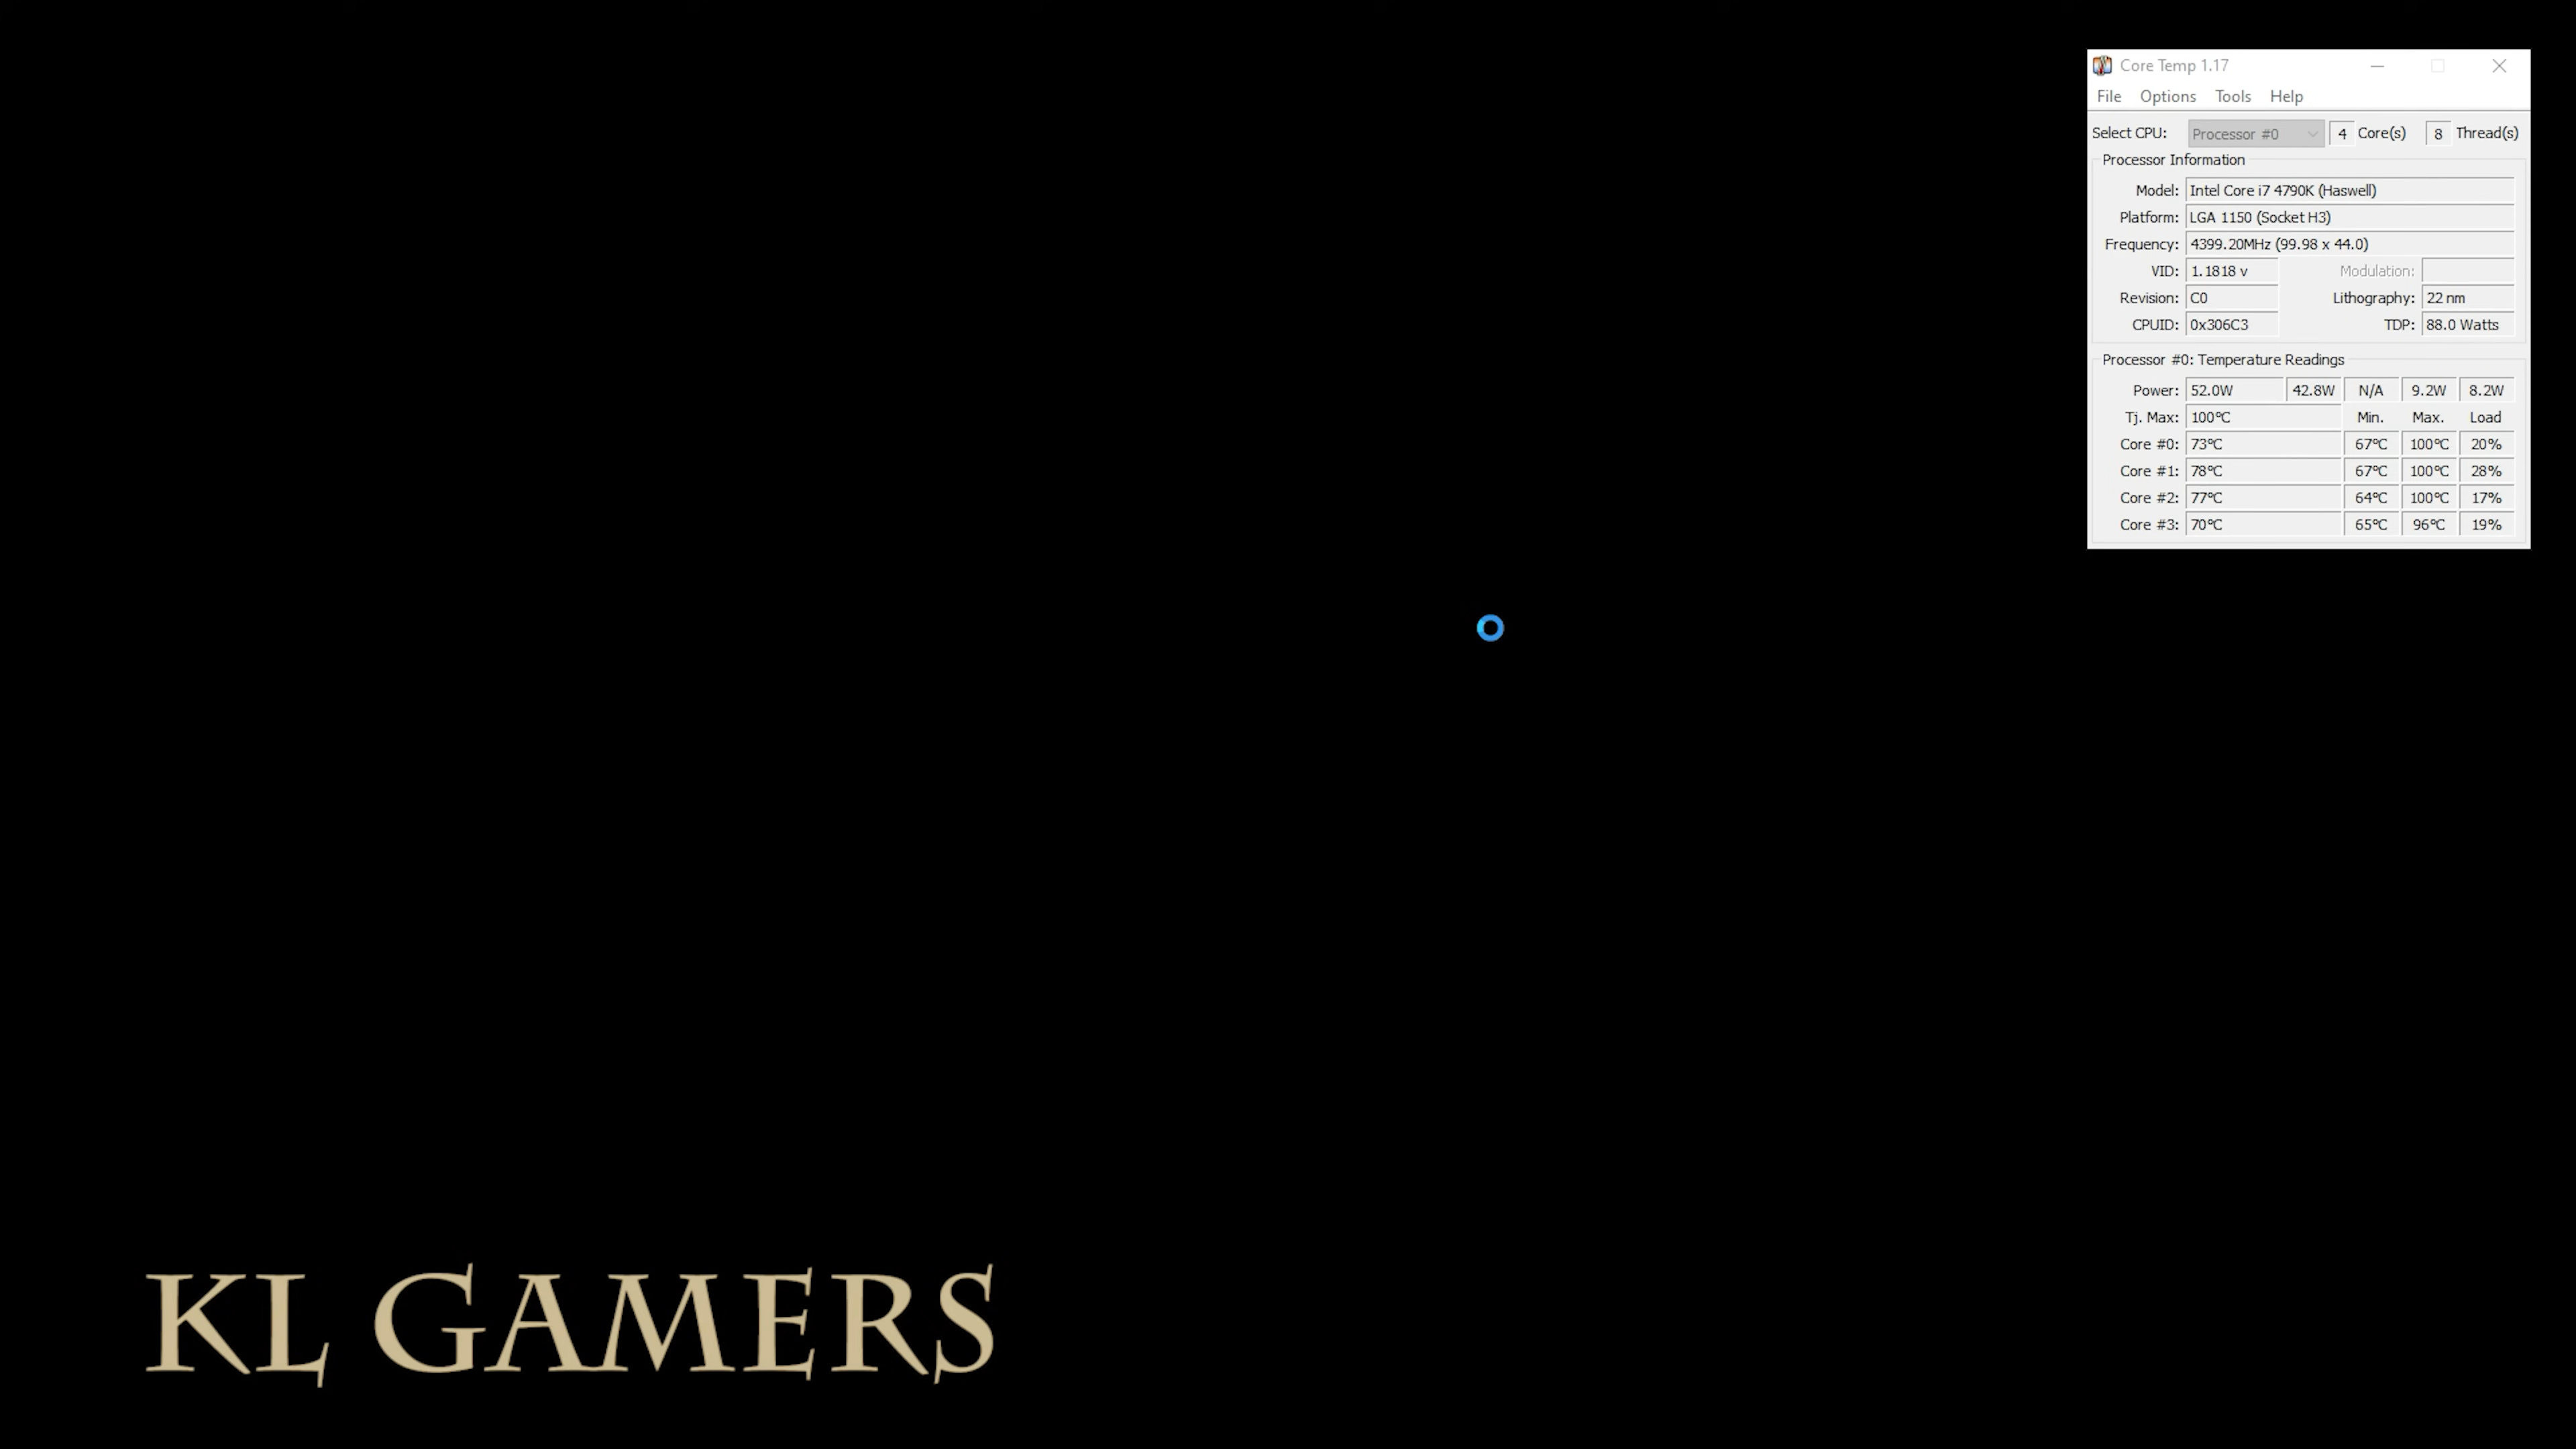 Core Temp 1.17
File Options Tools Help
Select CPU: Processor #0 4 Core(s) 8 Thread(s)
Processor Information
Model: Intel Core i7 4790K (Haswell)
Platform: LGA 1150 (Socket H3)
Frequency: 4399.20MHz (99.98 x 44.0)
VID: 1.1818 v Modulation:
Revision: C0 Lithography: 22 nm
CPUID: 0x306C3 TDP: 88.0 Watts
Processor #0: Temperature Readings
Power: 52.0W 42.8W N/A 9.2W 8.2W
Tj. Max: 100°C Min. Max. Load
Core #0: 73°C 67°C 100°C 20%
Core #1: 78°C 67°C 100°C 28%
Core #2: 77°C 64°C 100°C 17%
Core #3: 70°C 65°C 96°C 19%
KL GAMERS